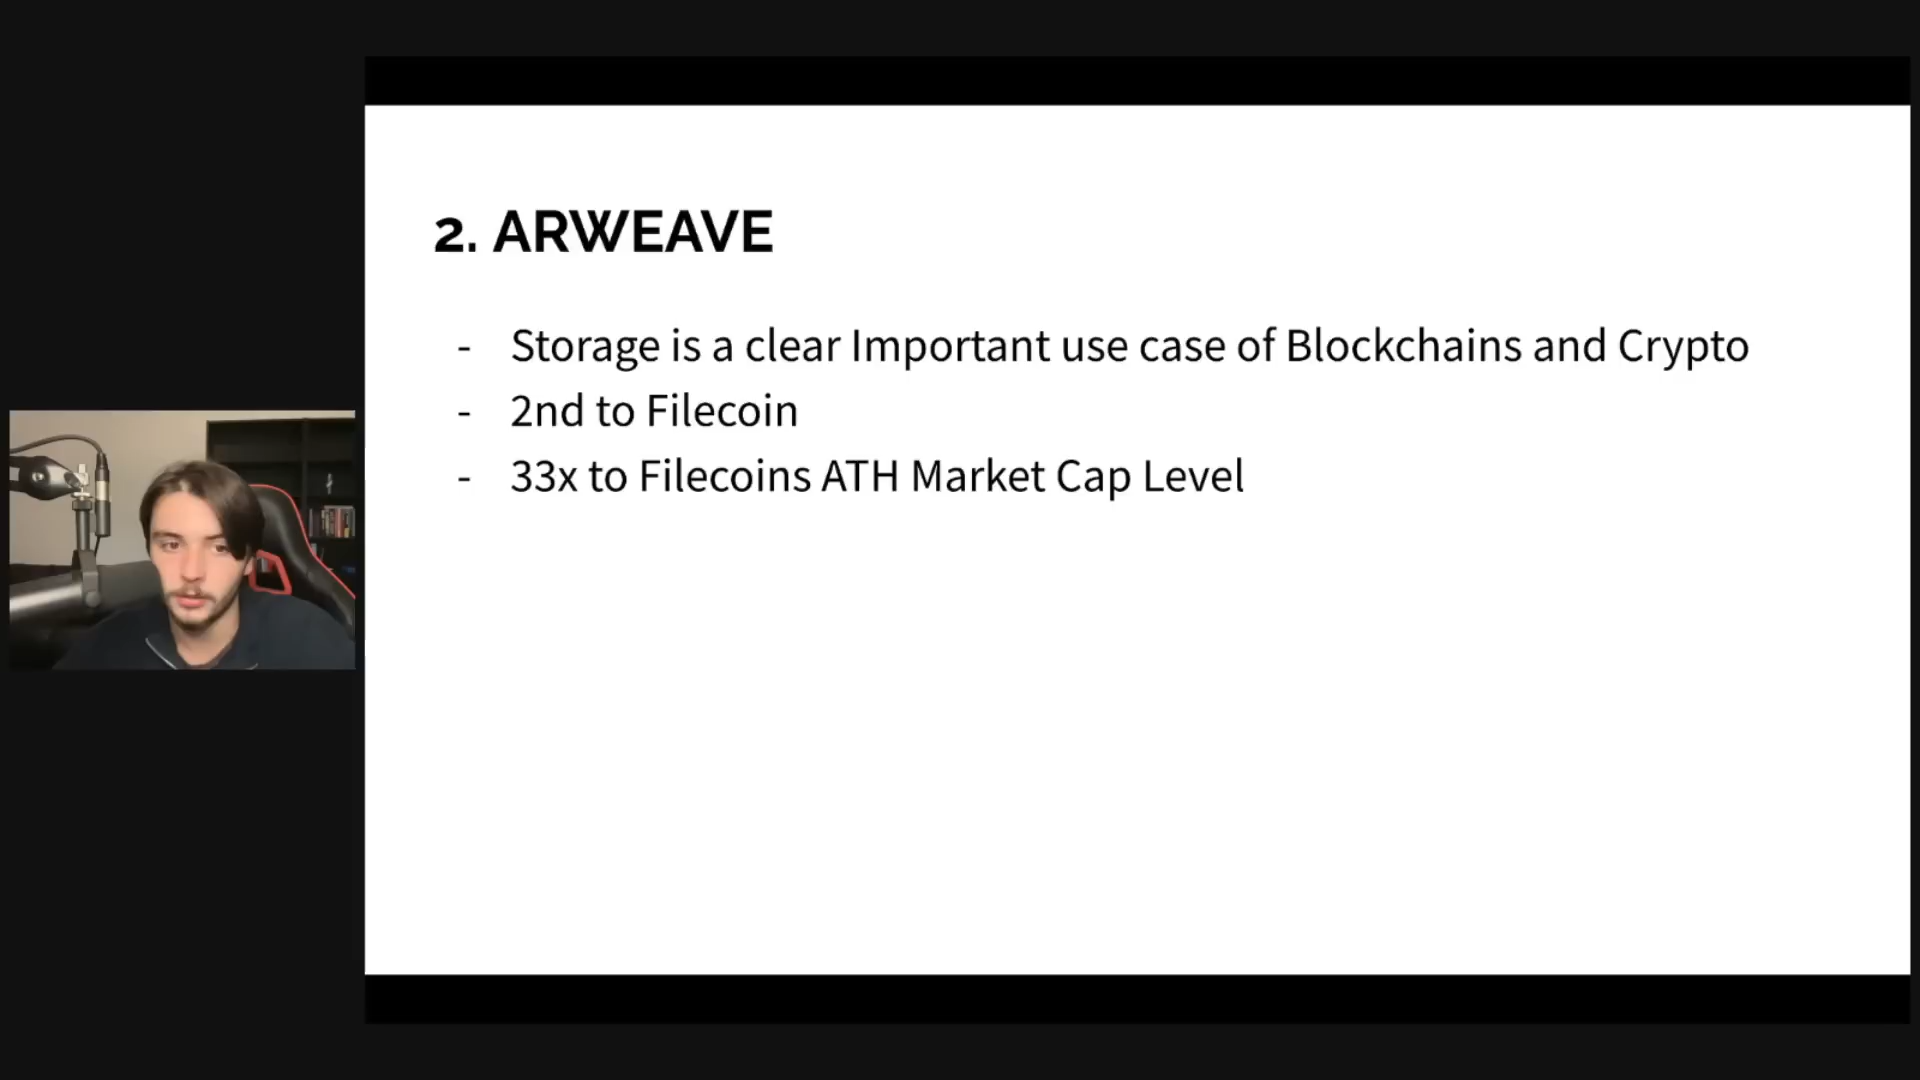 2. ARWEAVE
- Storage is a clear Important use case of Blockchains and Crypto
- 2nd to Filecoin
- 33x to Filecoins ATH Market Cap Level